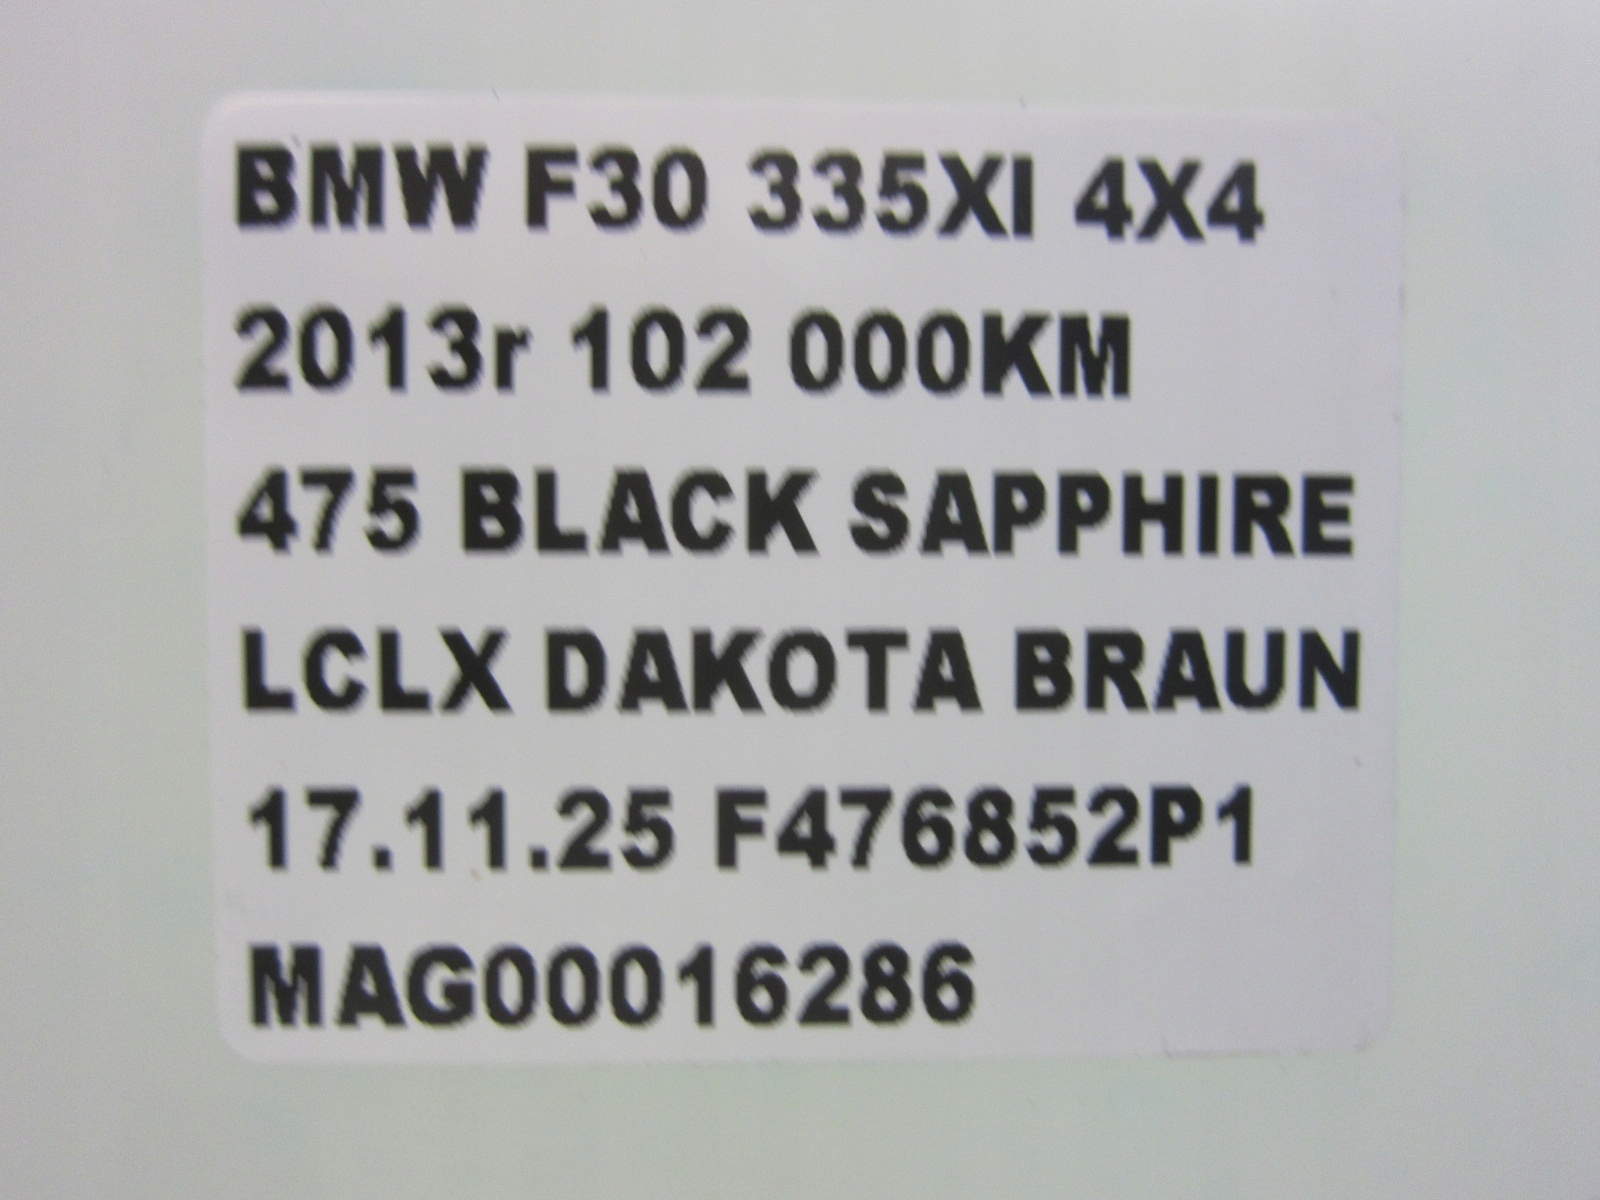 BMW F30 335XI 4X4
2013r 102 000KM
475 BLACK SAPPHIRE
LCLX DAKOTA BRAUN
17.11.25 F476852P1
MAG00016286